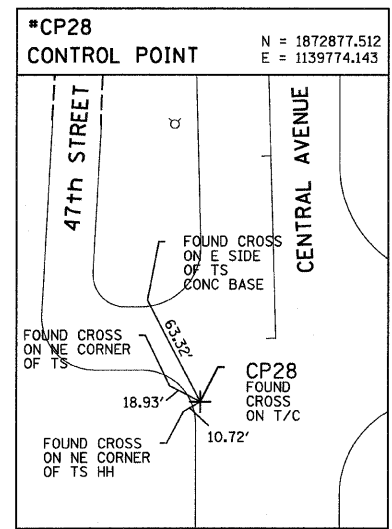 #CP28
CONTROL POINT
N = 1872877.512
E = 1139774.143
47th STREET
CENTRAL AVENUE
FOUND CROSS
ON E SIDE
OF TS
CONC BASE
63.32'
FOUND CROSS
ON NE CORNER
OF TS
18.93'
CP28
FOUND
CROSS
ON T/C
10.72'
FOUND CROSS
ON NE CORNER
OF TS HH